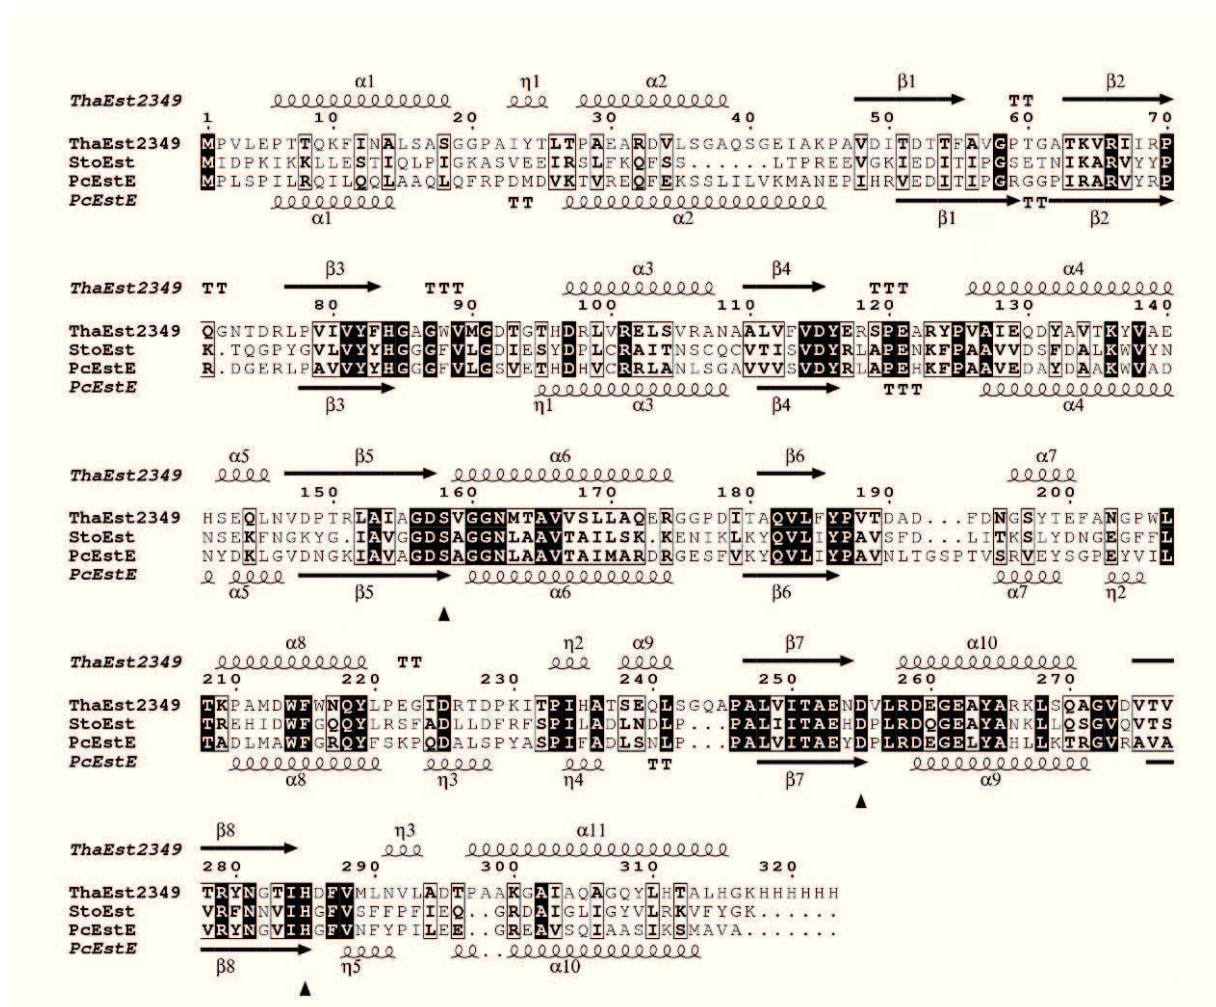 α1 η1 α2 β1 β2
ThaEst2349 TT
1 10 20 30 40 50 60 70
ThaEst2349 MPVLEPTTQKFINALSASGGPAIYTLTPAEARDVLSGAQSGEIAKPAVDITDTTFAVGPTGATKVRIIRP
StoEst MIDPKIKKLLESTIQLPIGKASVEEIRSLFKQFSS......LTPREEVGKIEDITIPGSETNIKARVYYP
PcEstE MPLSPILRQILQQLAAQLQFRPDMDVKTVREQFEKSSLILVKMANEPIHRVEDITIPGRGGPIRARVYRP
PcEstE TT TT
α1 α2 β1 β2
β3 α3 β4 α4
ThaEst2349 TT TTT TTT
80 90 100 110 120 130 140
ThaEst2349 QGNTDRLPVIVYFHGAGWVMGDTGTHDRLVRELSVRANAALVFVDYERSPEARYPVAIEQDYAVTKYVAE
StoEst K.TQGPYGVLVYYHGGGFVLGDIESYDPLCRAITNSCQCVTISVDYRLAPENKFPAAVVDSFDALKWVYN
PcEstE R.DGERLPAVVYYHGGGFVLGSVETHDHVCRRLANLSGAVVVSVDYRLAPEHKFPAAVEDAYDAAKWVAD
PcEstE TTT
β3 η1 α3 β4 α4
α5 β5 α6 β6 α7
ThaEst2349
150 160 170 180 190 200
ThaEst2349 HSEQLNVDPTRLAIAGDSVGGNMTAVVSLLAQERGGPDITAQVLFYPVTDAD...FDNGSYTEFANGPWL
StoEst NSEKFNGKYG.IAVGGDSAGGNLAAVTAILSK.KENIKLKYQVLIYPAVSFD...LITKSLYDNGEGFFL
PcEstE NYDKLGVDNGKIAVAGDSAGGNLAAVTAIMARDRGESFVKYQVLIYPAVNLTGSPTVSRVEYSGPEYVIL
PcEstE
α5 β5 α6 β6 α7 η2
α8 η2 α9 β7 α10
ThaEst2349 TT
210 220 230 240 250 260 270
ThaEst2349 TKPAMDWFWNQYLPEGIDRTDPKITPIHATSEQLSGQAPALVITAENDVLRDEGEAYARKLSQAGVDVTV
StoEst TREHIDWFGQQYLRSFADLLDFRFSPILADLNDLP...PALIITAEHDPLRDQGEAYANKLLQSGVQVTS
PcEstE TADLMAWFGRQYFSKPQDALSPYASPIFADLSNLP...PALVITAEYDPLRDEGELYAHLLKTRGVRAVA
PcEstE TT
α8 η3 η4 β7 α9
β8 η3 α11
ThaEst2349
280 290 300 310 320
ThaEst2349 TRYNGTIHDFVMLNVLADTPAAKGAIAQAGQYLHTALHGKHHHHHH
StoEst VRFNNVIHGFVSFFPFIEQ..GRDAIGLIGYVLRKVFYGK......
PcEstE VRYNGVIHGFVNFYPILEE..GREAVSQIAASIKSMAVA.......
PcEstE ..
β8 η5 α10